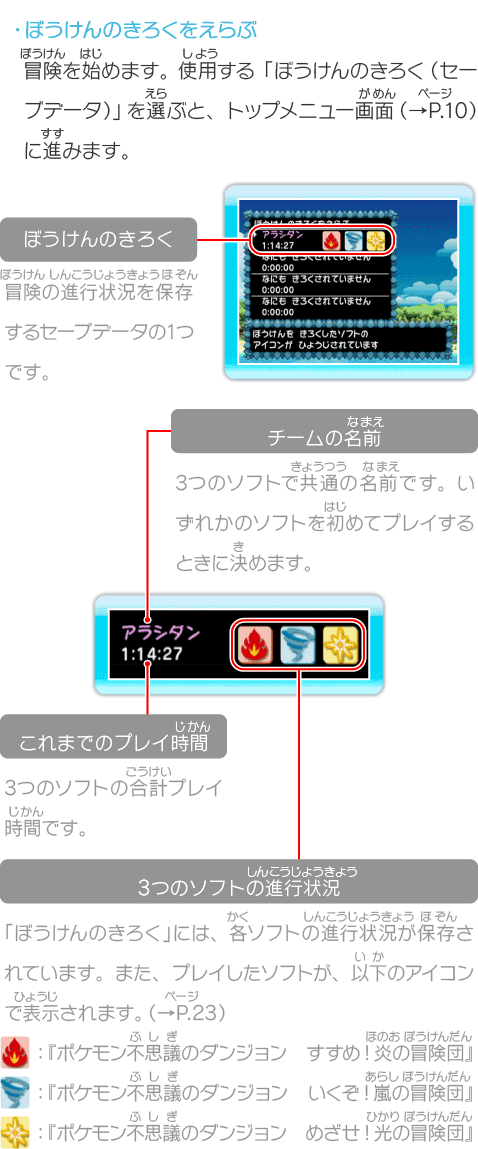 ・ぼうけんのきろくをえらぶ
ぼうけん はじ しよう
冒険を始めます。使用する「ぼうけんのきろく（セー
えら がめん ページ
ブデータ）」を選ぶと、トップメニュー画面（→P.10）
すす
に進みます。
ぼうけんのきろくをえらぶ
アラシダン
1:14:27
なにも きろくされていません
0:00:00
なにも きろくされていません
0:00:00
なにも きろくされていません
0:00:00
ぼうけんを きろくしたソフトの
アイコンが ひょうじされています
ぼうけんのきろく
ぼうけん しんこうじょうきょう ほぞん
冒険の進行状況を保存
するセーブデータの1つ
です。
なまえ
チームの名前
きょうつう なまえ
3つのソフトで共通の名前です。い
はじ
ずれかのソフトを初めてプレイする
き
ときに決めます。
アラシダン
1:14:27
じかん
これまでのプレイ時間
ごうけい
3つのソフトの合計プレイ
じかん
時間です。
しんこうじょうきょう
3つのソフトの進行状況
かく しんこうじょうきょう ほぞん
「ぼうけんのきろく」には、各ソフトの進行状況が保存さ
いか
れています。また、プレイしたソフトが、以下のアイコン
ひょうじ ページ
で表示されます。（→P.23）
ふしぎ ほのお ぼうけんだん
：『ポケモン不思議のダンジョン　すすめ！炎の冒険団』
ふしぎ あらし ぼうけんだん
：『ポケモン不思議のダンジョン　いくぞ！嵐の冒険団』
ふしぎ ひかり ぼうけんだん
：『ポケモン不思議のダンジョン　めざせ！光の冒険団』